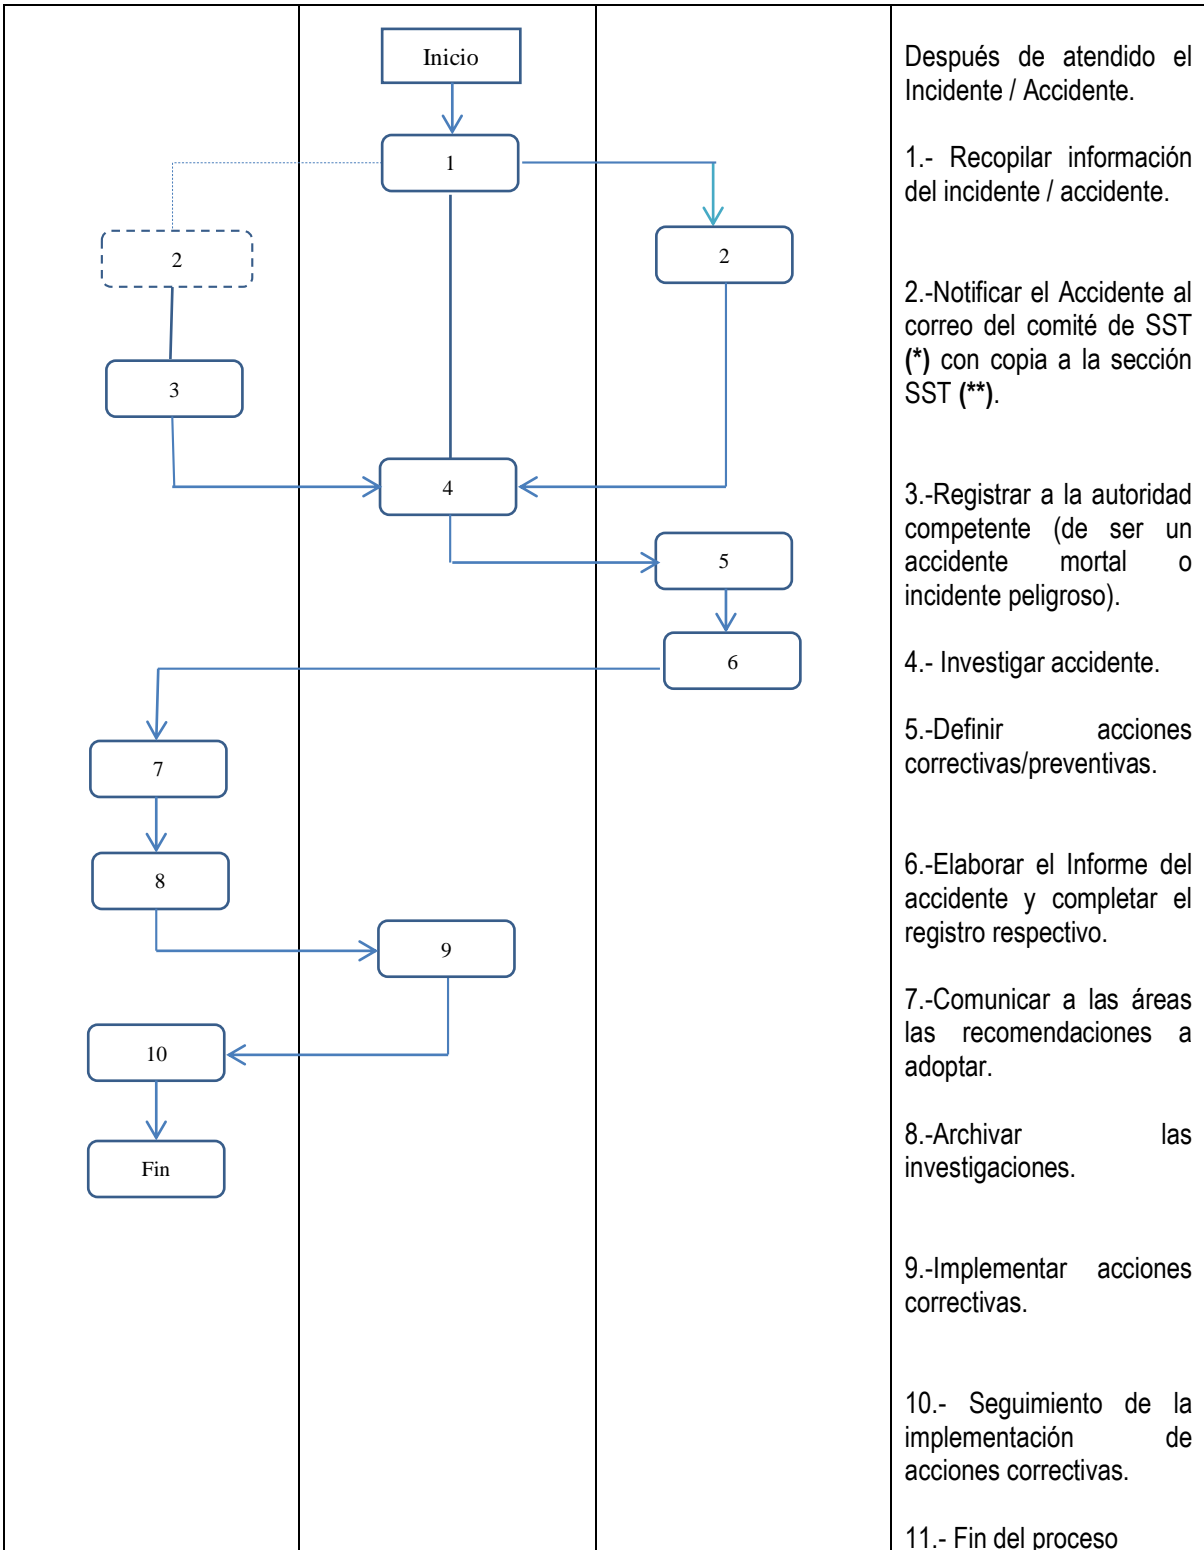 Inicio
1
2
2
3
4
5
6
7
8
9
10
Fin
Después de atendido el
Incidente / Accidente.
1.- Recopilar información
del incidente / accidente.
2.-Notificar el Accidente al
correo del comité de SST
(*) con copia a la sección
SST (**).
3.-Registrar a la autoridad
competente (de ser un
accidente mortal o
incidente peligroso).
4.- Investigar accidente.
5.-Definir acciones
correctivas/preventivas.
6.-Elaborar el Informe del
accidente y completar el
registro respectivo.
7.-Comunicar a las áreas
las recomendaciones a
adoptar.
8.-Archivar las
investigaciones.
9.-Implementar acciones
correctivas.
10.- Seguimiento de la
implementación de
acciones correctivas.
11.- Fin del proceso